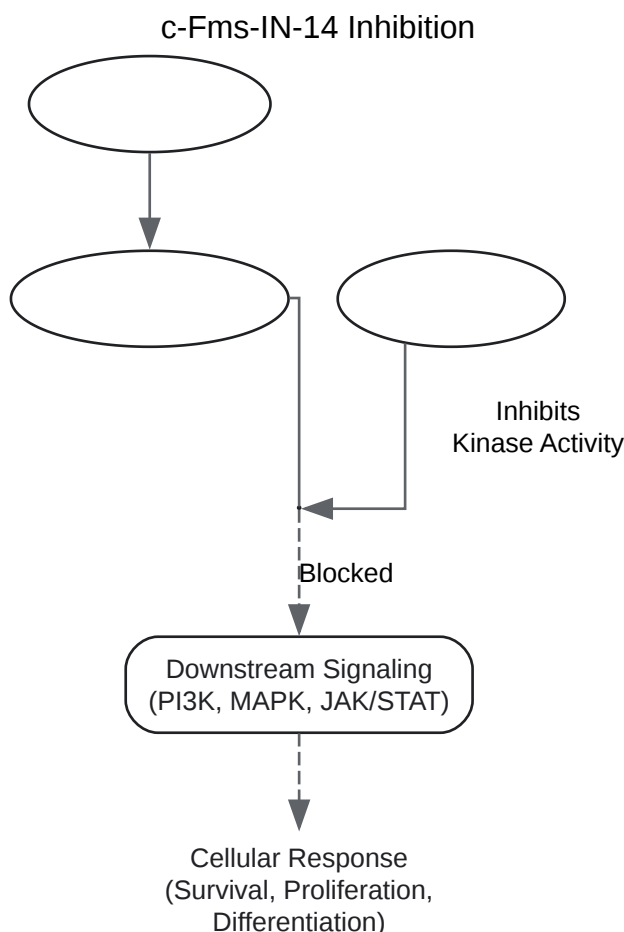 c-Fms-IN-14 Inhibition
Inhibits
Kinase Activity
Blocked
Downstream Signaling
(PI3K, MAPK, JAK/STAT)
Cellular Response
(Survival, Proliferation,
Differentiation)